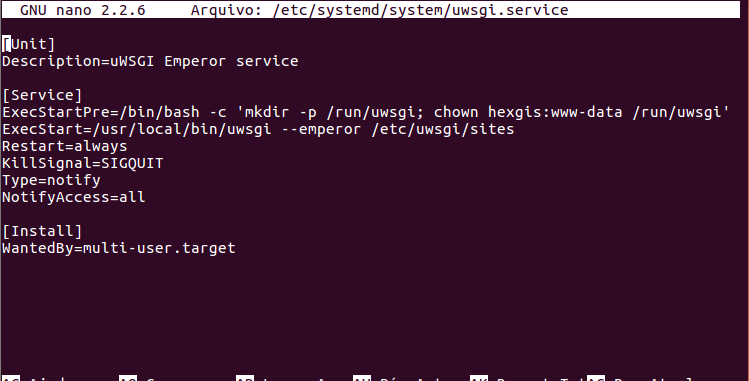 GNU nano 2.2.6 Arquivo: /etc/systemd/system/uwsgi.service
[Unit]
Description=uWSGI Emperor service
[Service]
ExecStartPre=/bin/bash -c 'mkdir -p /run/uwsgi; chown hexgis:www-data /run/uwsgi'
ExecStart=/usr/local/bin/uwsgi --emperor /etc/uwsgi/sites
Restart=always
KillSignal=SIGQUIT
Type=notify
NotifyAccess=all
[Install]
WantedBy=multi-user.target